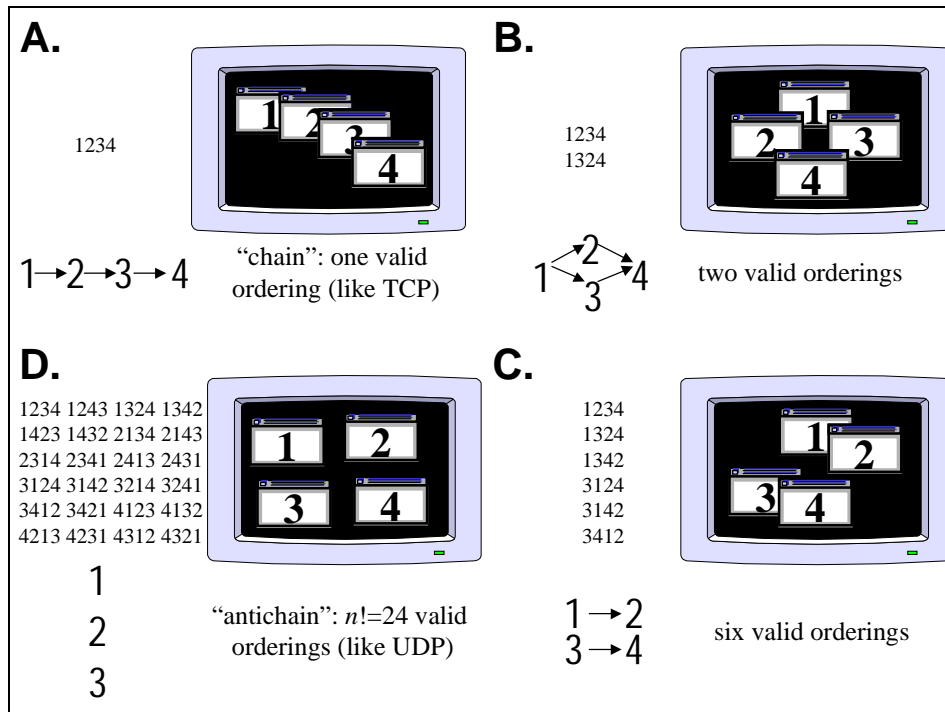 A.
1234
1
2
3
4
1 → 2 → 3 → 4
“chain”: one valid
ordering (like TCP)
B.
1234
1324
1
2
3
4
2
1
4
3
two valid orderings
D.
1234 1243 1324 1342
1423 1432 2134 2143
2314 2341 2413 2431
3124 3142 3214 3241
3412 3421 4123 4132
4213 4231 4312 4321
1
2
3
4
1
2
3
“antichain”: n!=24 valid
orderings (like UDP)
C.
1234
1324
1342
3124
3142
3412
1
2
3
4
1 → 2
3 → 4
six valid orderings